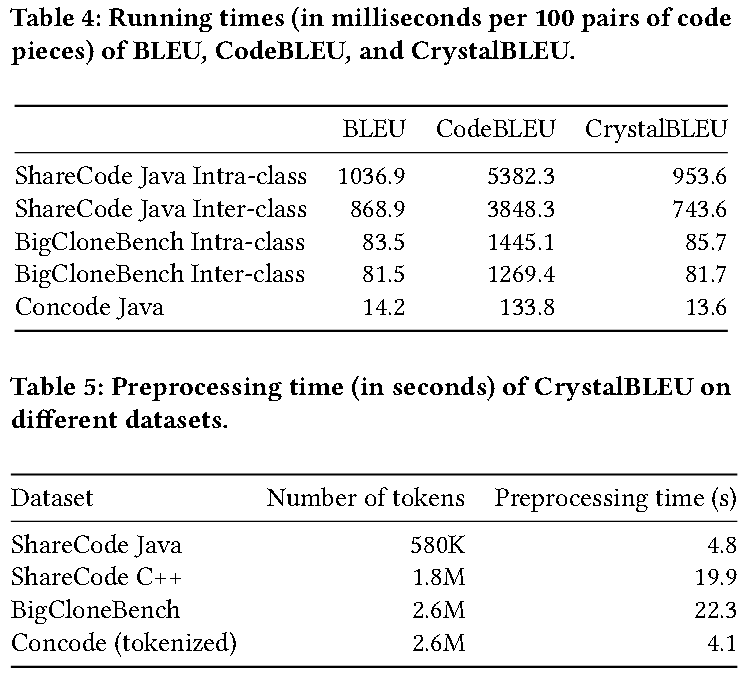 Table 4: Running times (in milliseconds per 100 pairs of code
pieces) of BLEU, CodeBLEU, and CrystalBLEU.
BLEU CodeBLEU CrystalBLEU
ShareCode Java Intra-class 1036.9 5382.3 953.6
ShareCode Java Inter-class 868.9 3848.3 743.6
BigCloneBench Intra-class 83.5 1445.1 85.7
BigCloneBench Inter-class 81.5 1269.4 81.7
Concode Java 14.2 133.8 13.6
Table 5: Preprocessing time (in seconds) of CrystalBLEU on
different datasets.
Dataset Number of tokens Preprocessing time (s)
ShareCode Java 580K 4.8
ShareCode C++ 1.8M 19.9
BigCloneBench 2.6M 22.3
Concode (tokenized) 2.6M 4.1